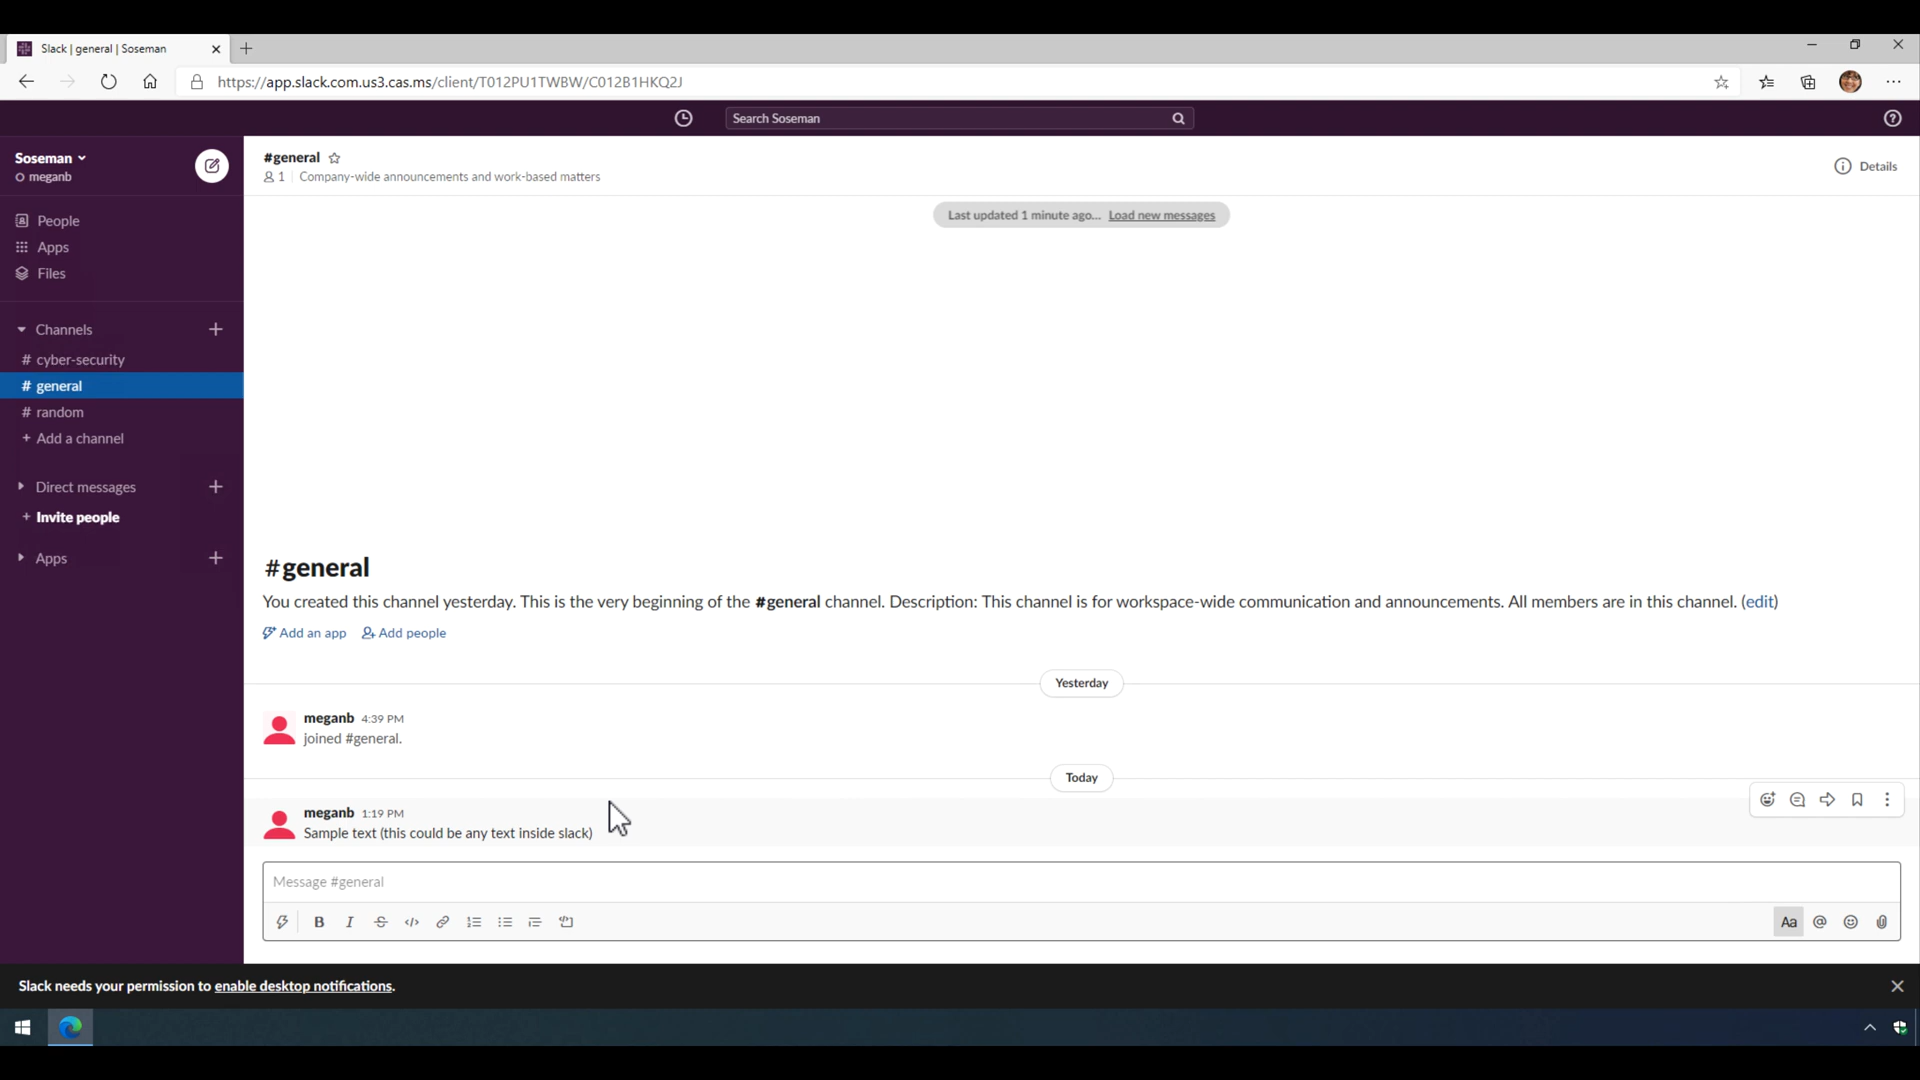 Slack | general | Soseman
https://app.slack.com.us3.cas.ms/client/T012PU1TWBW/C012B1HKQ2J
Search Soseman
Soseman
meganb
People
Apps
Files
Channels
# cyber-security
# general
# random
+ Add a channel
Direct messages
+ Invite people
Apps
#general
1 | Company-wide announcements and work-based matters
Details
Last updated 1 minute ago... Load new messages
#general
You created this channel yesterday. This is the very beginning of the #general channel. Description: This channel is for workspace-wide communication and announcements. All members are in this channel. (edit)
Add an app Add people
Yesterday
meganb 4:39 PM
joined #general.
Today
meganb 1:19 PM
Sample text (this could be any text inside slack)
Message #general
B I S </> Aa @
Slack needs your permission to enable desktop notifications.